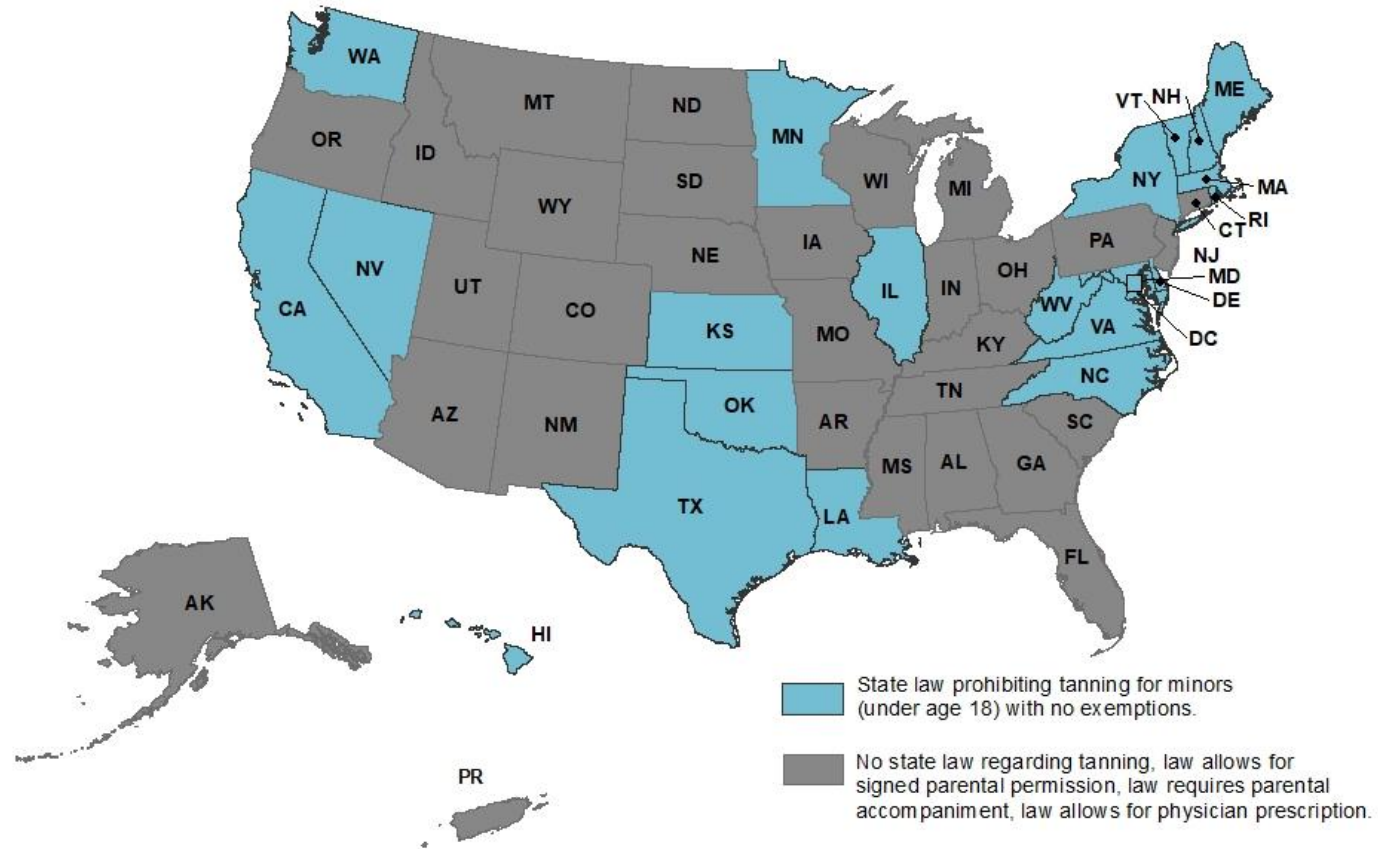 WA
MT
ND
MN
VT
NH
ME
OR
ID
SD
WI
MI
NY
MA
WY
RI
CT
IA
PA
NE
NJ
NV
UT
CO
IL
IN
OH
MD
DE
CA
KS
MO
WV
VA
DC
KY
NC
AZ
NM
OK
AR
TN
SC
MS
AL
GA
TX
LA
FL
AK
HI
State law prohibiting tanning for minors
(under age 18) with no exemptions.
No state law regarding tanning, law allows for
signed parental permission, law requires parental
accompaniment, law allows for physician prescription.
PR